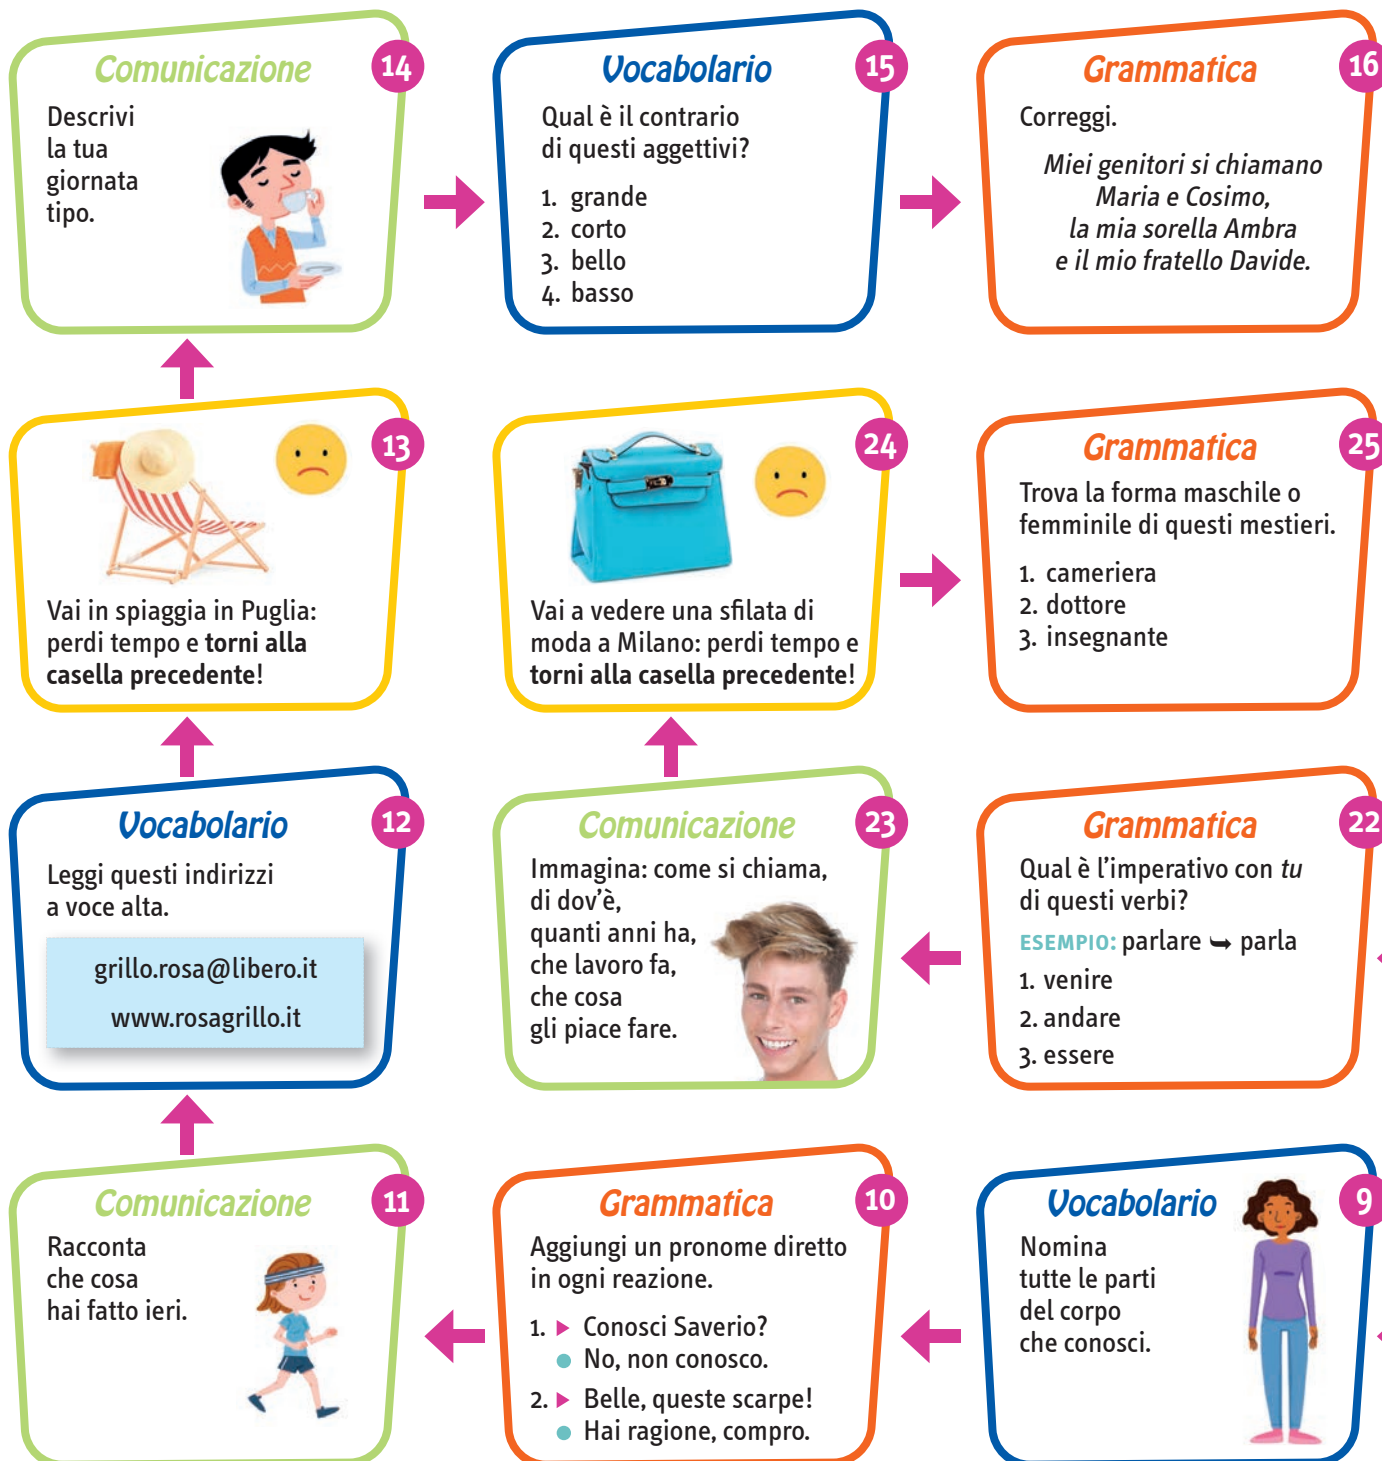 Comunicazione
14
Descrivi
la tua
giornata
tipo.
Vocabolario
15
Qual è il contrario
di questi aggettivi?
1. grande
2. corto
3. bello
4. basso
Grammatica
16
Correggi.
Miei genitori si chiamano
Maria e Cosimo,
la mia sorella Ambra
e il mio fratello Davide.
13
Vai in spiaggia in Puglia:
perdi tempo e torni alla
casella precedente!
24
Vai a vedere una sfilata di
moda a Milano: perdi tempo e
torni alla casella precedente!
Grammatica
25
Trova la forma maschile o
femminile di questi mestieri.
1. cameriera
2. dottore
3. insegnante
Vocabolario
12
Leggi questi indirizzi
a voce alta.
grillo.rosa@libero.it
www.rosagrillo.it
Comunicazione
23
Immagina: come si chiama,
di dov'è,
quanti anni ha,
che lavoro fa,
che cosa
gli piace fare.
Grammatica
22
Qual è l'imperativo con tu
di questi verbi?
ESEMPIO: parlare ➥ parla
1. venire
2. andare
3. essere
Comunicazione
11
Racconta
che cosa
hai fatto ieri.
Grammatica
10
Aggiungi un pronome diretto
in ogni reazione.
1. ▶ Conosci Saverio?
● No, non conosco.
2. ▶ Belle, queste scarpe!
● Hai ragione, compro.
Vocabolario
9
Nomina
tutte le parti
del corpo
che conosci.